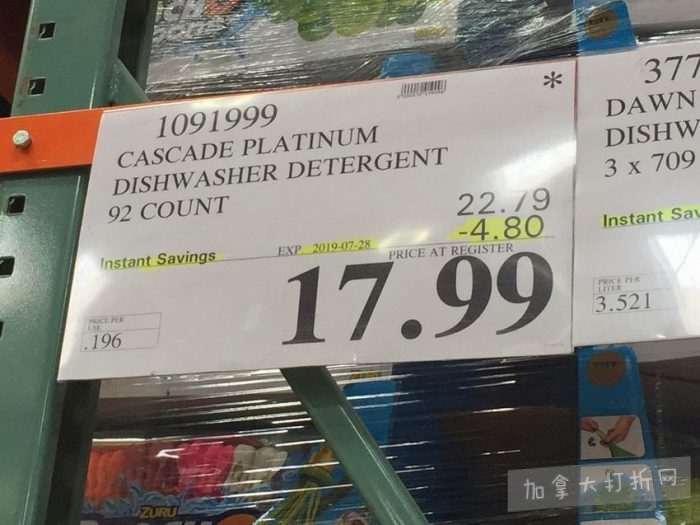 1091999
CASCADE PLATINUM
DISHWASHER DETERGENT
92 COUNT
*
22.79
-4.80
Instant Savings
EXP 2019-07-28
PRICE AT REGISTER
17.99
PRICE PER
USE
.196
377
DAWN
DISHW
3 x 709
Instant Sav
PRICE PER
LITER
3.521
ZURU
加拿大打折网